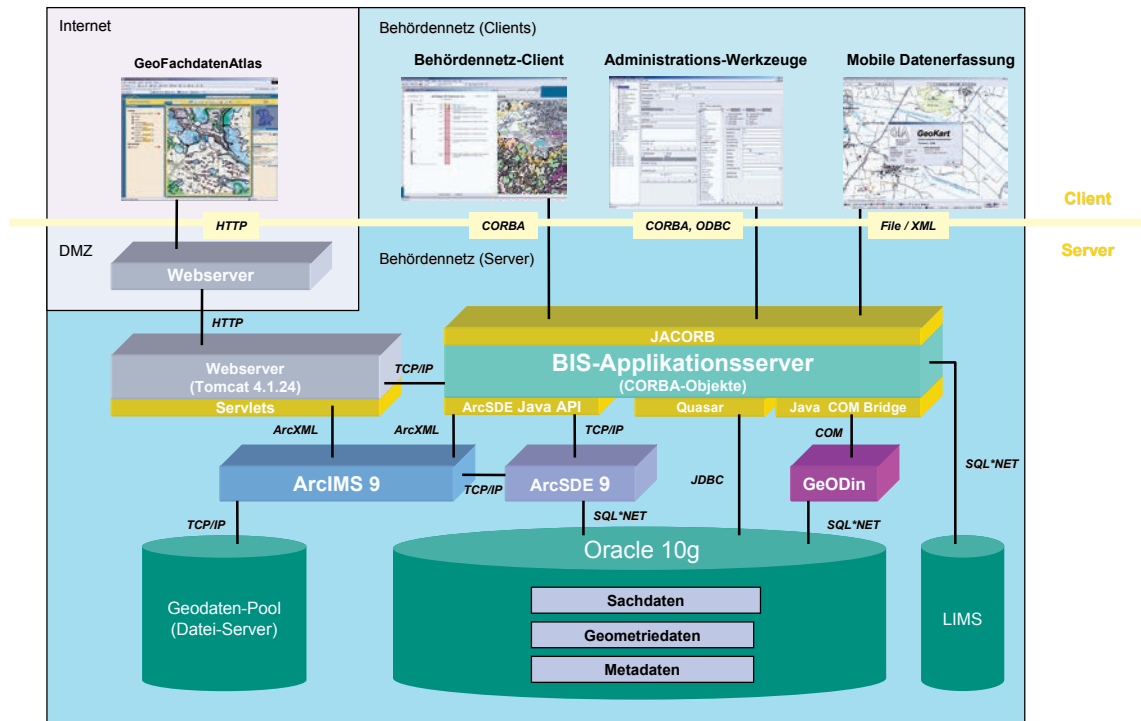 Internet
Behördennetz (Clients)
GeoFachdatenAtlas
Behördennetz-Client
Administrations-Werkzeuge
Mobile Datenerfassung
GeoKart
Client
HTTP
CORBA
CORBA, ODBC
File / XML
DMZ
Behördennetz (Server)
Server
Webserver
HTTP
JACORB
Webserver
(Tomcat 4.1.24)
TCP/IP
BIS-Applikationsserver
(CORBA-Objekte)
Servlets
ArcSDE Java API
Quasar
Java COM Bridge
ArcXML
ArcXML
TCP/IP
COM
SQL*NET
ArcIMS 9
TCP/IP
ArcSDE 9
JDBC
GeODin
TCP/IP
SQL*NET
SQL*NET
Oracle 10g
Geodaten-Pool
(Datei-Server)
Sachdaten
Geometriedaten
Metadaten
LIMS